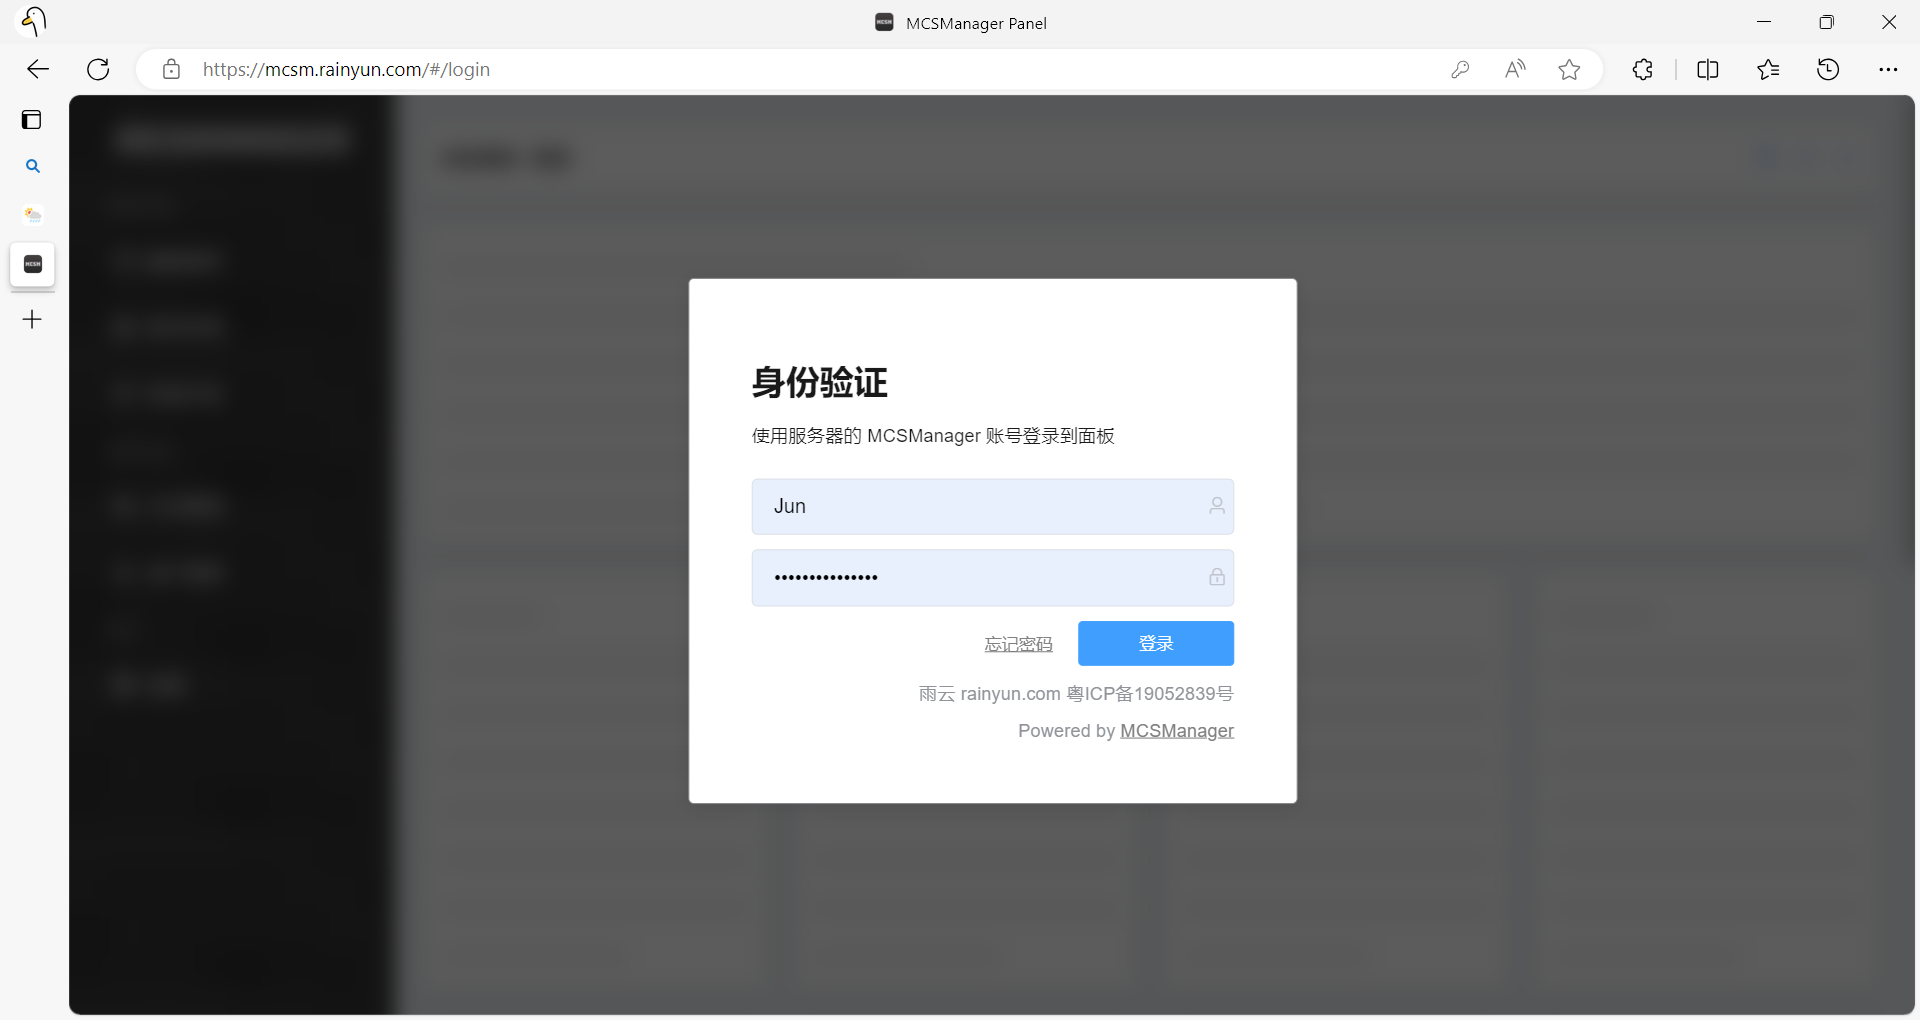 MCSManager Panel
https://mcsm.rainyun.com/#/login
身份验证
使用服务器的 MCSManager 账号登录到面板
Jun
•••••••••••••••
忘记密码
登录
雨云 rainyun.com 粤ICP备19052839号
Powered by MCSManager